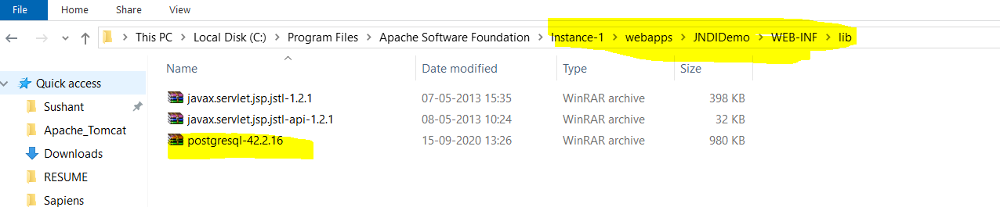 File Home Share View
This PC > Local Disk (C:) > Program Files > Apache Software Foundation > Instance-1 > webapps > JNDIDemo > WEB-INF > lib
Name Date modified Type Size
Quick access
Sushant
Apache_Tomcat
Downloads
RESUME
Sapiens
javax.servlet.jsp.jstl-1.2.1 07-05-2013 15:35 WinRAR archive 398 KB
javax.servlet.jsp.jstl-api-1.2.1 08-05-2013 10:24 WinRAR archive 32 KB
postgresql-42.2.16 15-09-2020 13:26 WinRAR archive 980 KB